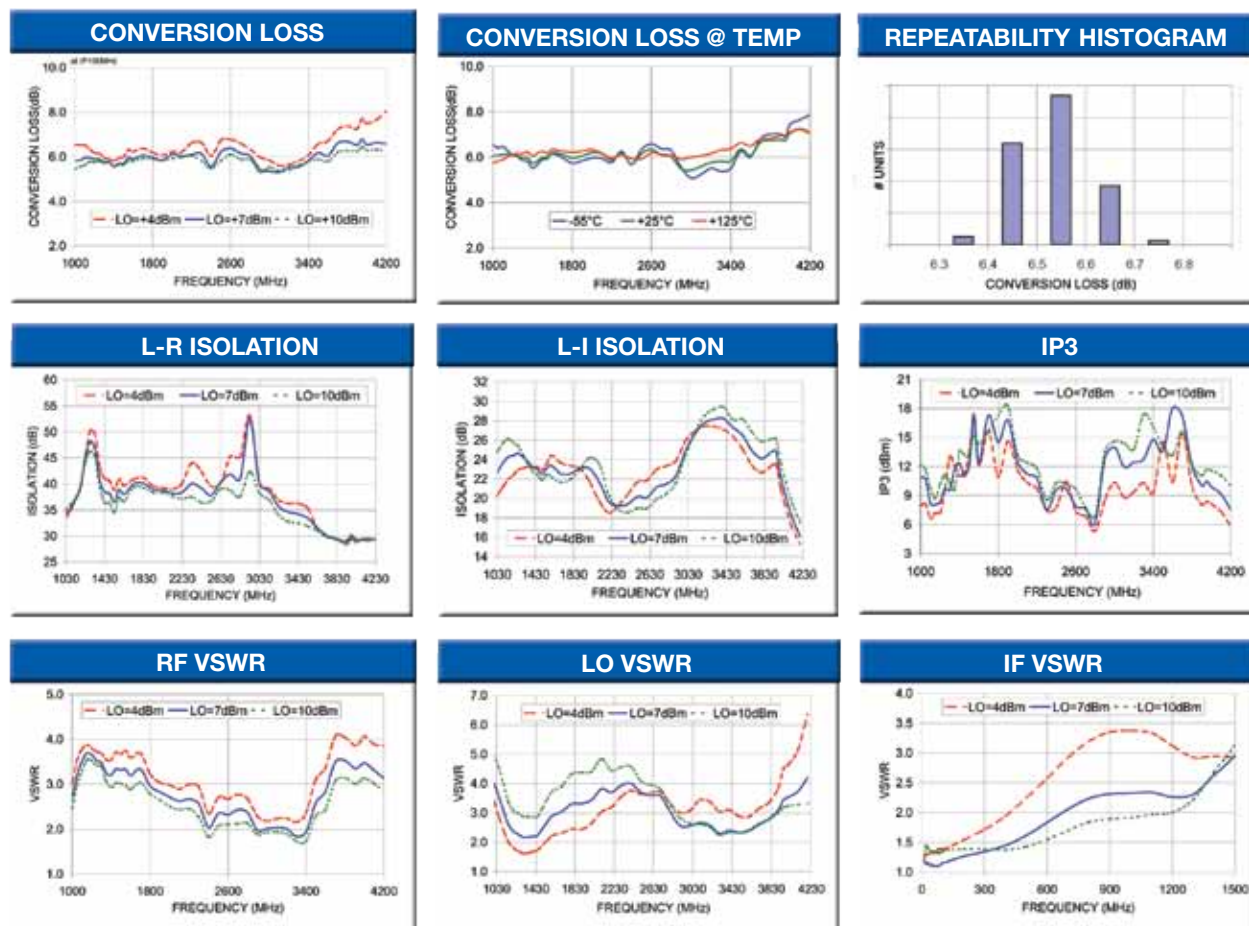 CONVERSION LOSS
CONVERSION LOSS(dB)
10.0
8.0
6.0
4.0
2.0
LO=+4dBm LO=+7dBm LO=+10dBm
1000 1800 2600 3400 4200
FREQUENCY (MHz)
CONVERSION LOSS @ TEMP
CONVERSION LOSS(dB)
10.0
8.0
6.0
4.0
2.0
-55°C +25°C +125°C
1000 1800 2600 3400 4200
FREQUENCY (MHz)
REPEATABILITY HISTOGRAM
# UNITS
6.3 6.4 6.5 6.6 6.7 6.8
CONVERSION LOSS (dB)
L-R ISOLATION
ISOLATION (dB)
60
55
50
45
40
35
30
25
LO=4dBm LO=7dBm LO=10dBm
1030 1430 1830 2230 2630 3030 3430 3830 4230
FREQUENCY (MHz)
L-I ISOLATION
ISOLATION (dB)
32
30
28
26
24
22
20
18
16
14
LO=4dBm LO=7dBm LO=10dBm
1030 1430 1830 2230 2630 3030 3430 3830 4230
FREQUENCY (MHz)
IP3
IP3 (dBm)
21
18
15
12
9
6
3
LO=4dBm LO=7dBm LO=10dBm
1000 1800 2600 3400 4200
FREQUENCY (MHz)
RF VSWR
VSWR
5.0
4.0
3.0
2.0
1.0
LO=4dBm LO=7dBm LO=10dBm
1000 1800 2600 3400 4200
FREQUENCY (MHz)
LO VSWR
VSWR
7.0
6.0
5.0
4.0
3.0
2.0
1.0
LO=4dBm LO=7dBm LO=10dBm
1030 1430 1830 2230 2630 3030 3430 3830 4230
FREQUENCY (MHz)
IF VSWR
VSWR
4.0
3.5
3.0
2.5
2.0
1.5
1.0
LO=4dBm LO=7dBm LO=10dBm
0 300 600 900 1200 1500
FREQUENCY (MHz)